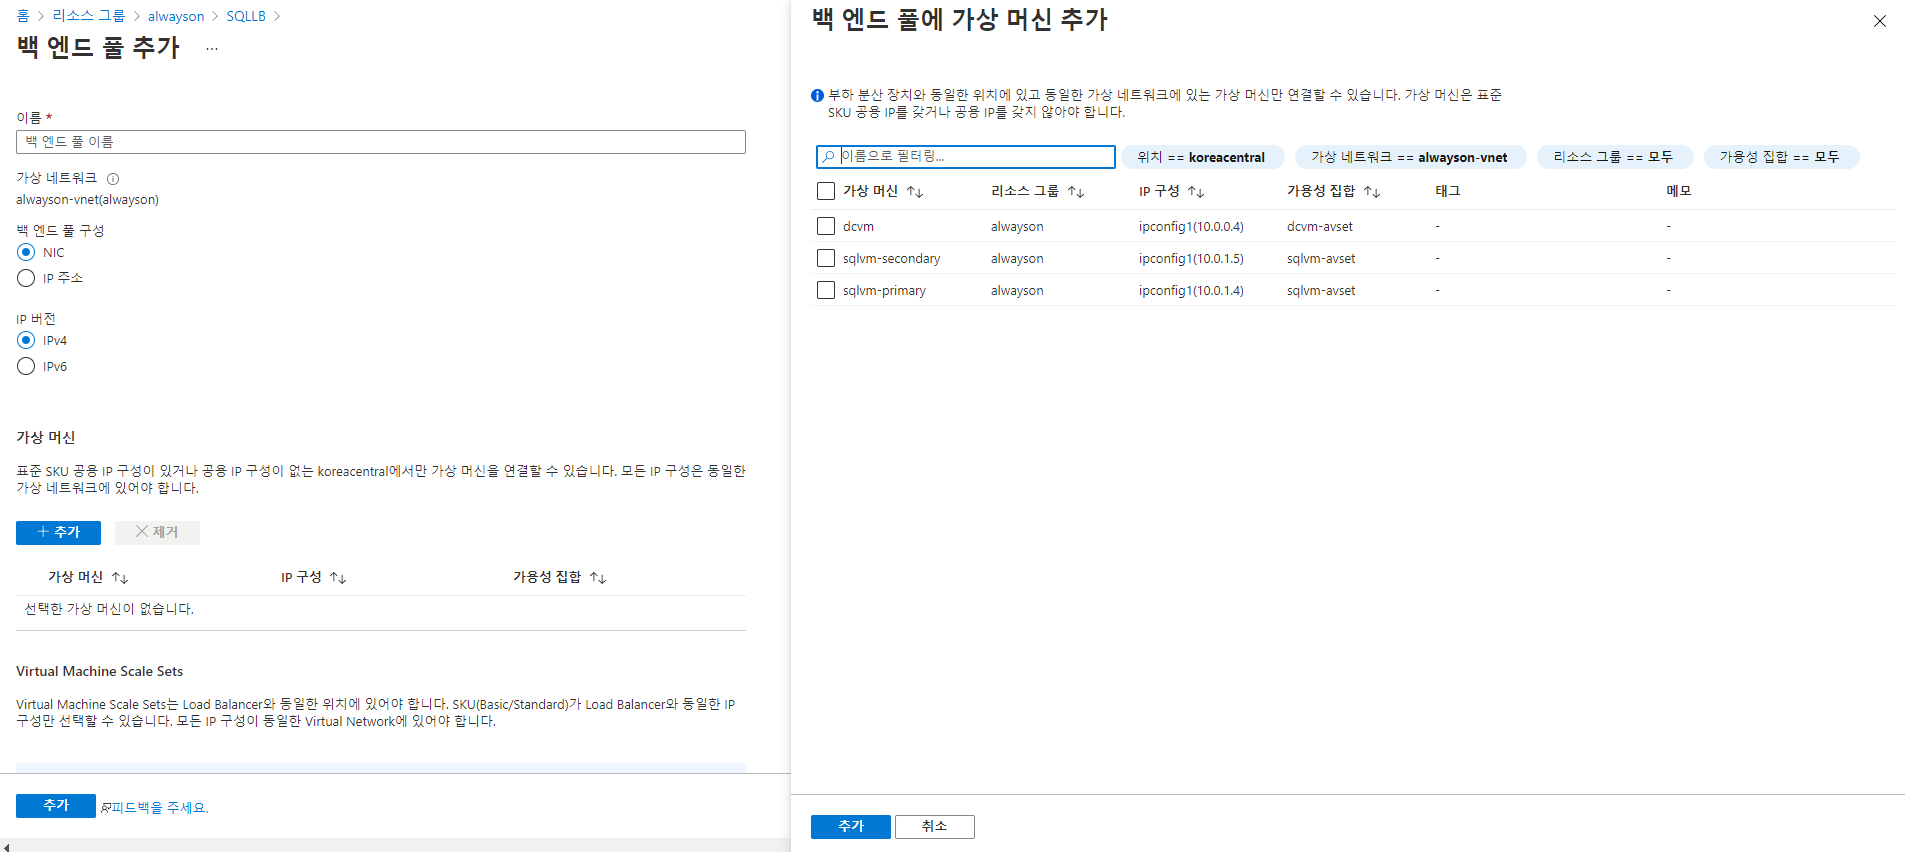 홈 > 리소스 그룹 > alwayson > SQLLB >
백 엔드 풀 추가 ...
이름 *
백 엔드 풀 이름
가상 네트워크
alwayson-vnet(alwayson)
백 엔드 풀 구성
NIC
IP 주소
IP 버전
IPv4
IPv6
가상 머신
표준 SKU 공용 IP 구성이 있거나 공용 IP 구성이 없는 koreacentral에서만 가상 머신을 연결할 수 있습니다. 모든 IP 구성은 동일한
가상 네트워크에 있어야 합니다.
+ 추가 제거
가상 머신 ↑↓ IP 구성 ↑↓ 가용성 집합 ↑↓
선택한 가상 머신이 없습니다.
Virtual Machine Scale Sets
Virtual Machine Scale Sets는 Load Balancer와 동일한 위치에 있어야 합니다. SKU(Basic/Standard)가 Load Balancer와 동일한 IP
구성만 선택할 수 있습니다. 모든 IP 구성이 동일한 Virtual Network에 있어야 합니다.
추가 피드백을 주세요.
백 엔드 풀에 가상 머신 추가
부하 분산 장치와 동일한 위치에 있고 동일한 가상 네트워크에 있는 가상 머신만 연결할 수 있습니다. 가상 머신은 표준
SKU 공용 IP를 갖거나 공용 IP를 갖지 않아야 합니다.
이름으로 필터링... 위치 == koreacentral 가상 네트워크 == alwayson-vnet 리소스 그룹 == 모두 가용성 집합 == 모두
가상 머신 ↑↓ 리소스 그룹 ↑↓ IP 구성 ↑↓ 가용성 집합 ↑↓ 태그 메모
dcvm alwayson ipconfig1(10.0.0.4) dcvm-avset - -
sqlvm-secondary alwayson ipconfig1(10.0.1.5) sqlvm-avset - -
sqlvm-primary alwayson ipconfig1(10.0.1.4) sqlvm-avset - -
추가 취소